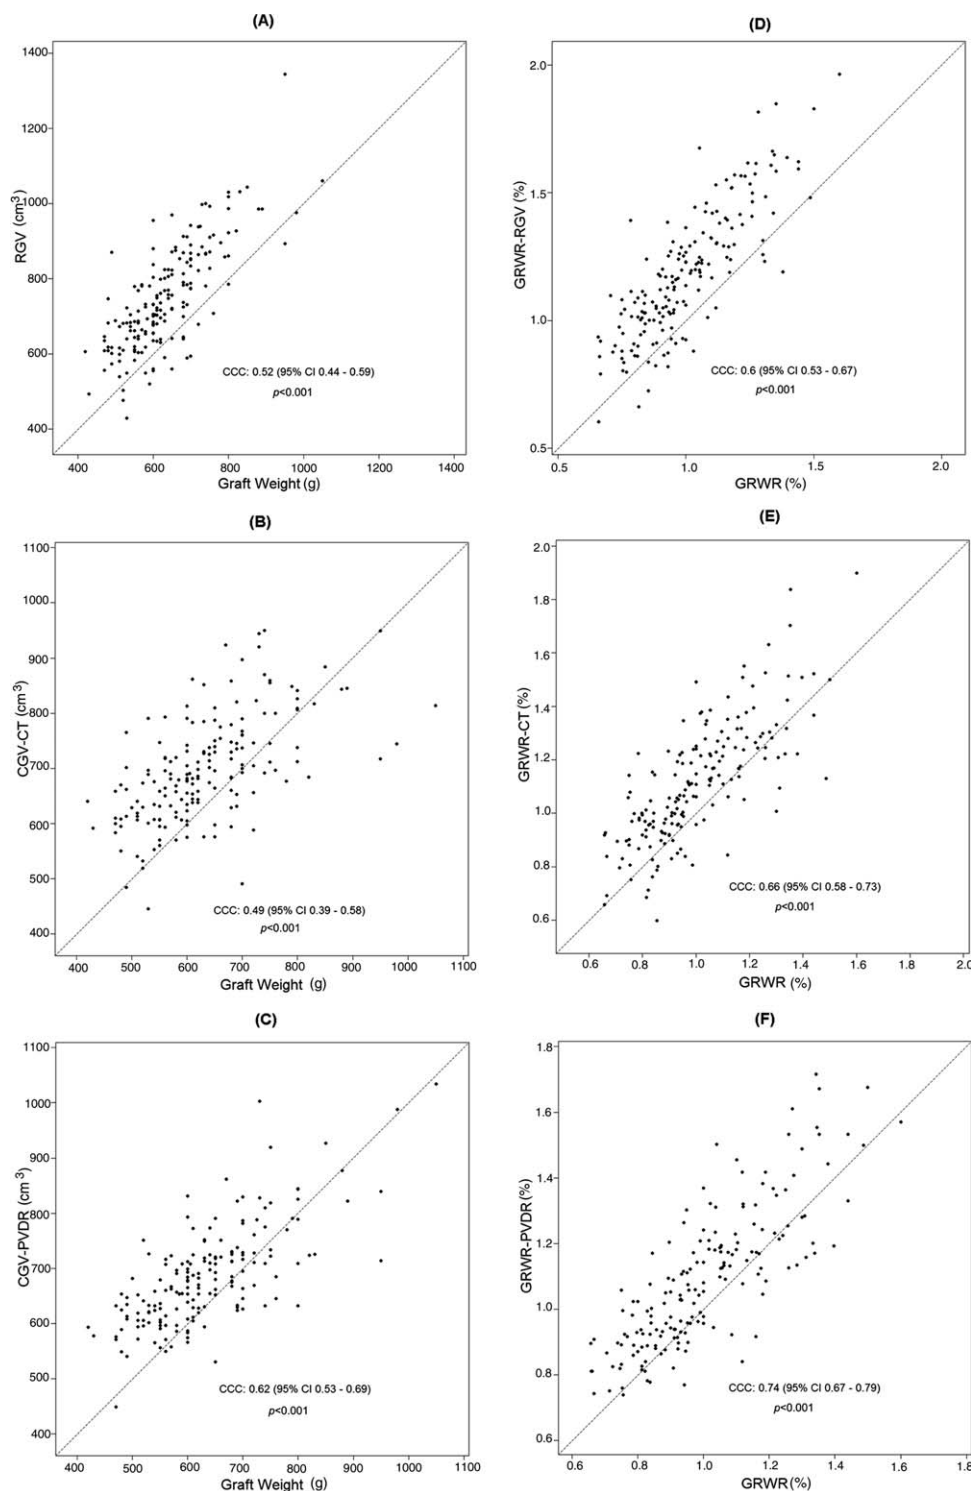 (A)
1400
1200
1000
800
600
400
RGV (cm³)
CCC: 0.52 (95% CI 0.44 - 0.59)
p<0.001
400 600 800 1000 1200 1400
Graft Weight (g)
(D)
2.0
1.5
1.0
0.5
GRWR-RGV (%)
CCC: 0.6 (95% CI 0.53 - 0.67)
p<0.001
0.5 1.0 1.5 2.0
GRWR (%)
(B)
1100
1000
900
800
700
600
500
400
CGV-CT (cm³)
CCC: 0.49 (95% CI 0.39 - 0.58)
p<0.001
400 500 600 700 800 900 1000 1100
Graft Weight (g)
(E)
2.0
1.8
1.6
1.4
1.2
1.0
0.8
0.6
GRWR-CT (%)
CCC: 0.66 (95% CI 0.58 - 0.73)
p<0.001
0.6 0.8 1.0 1.2 1.4 1.6 1.8 2.0
GRWR (%)
(C)
1100
1000
900
800
700
600
500
400
CGV-PVDR (cm³)
CCC: 0.62 (95% CI 0.53 - 0.69)
p<0.001
400 500 600 700 800 900 1000 1100
Graft Weight (g)
(F)
1.8
1.6
1.4
1.2
1.0
0.8
0.6
GRWR-PVDR (%)
CCC: 0.74 (95% CI 0.67 - 0.79)
p<0.001
0.6 0.8 1.0 1.2 1.4 1.6 1.8
GRWR (%)